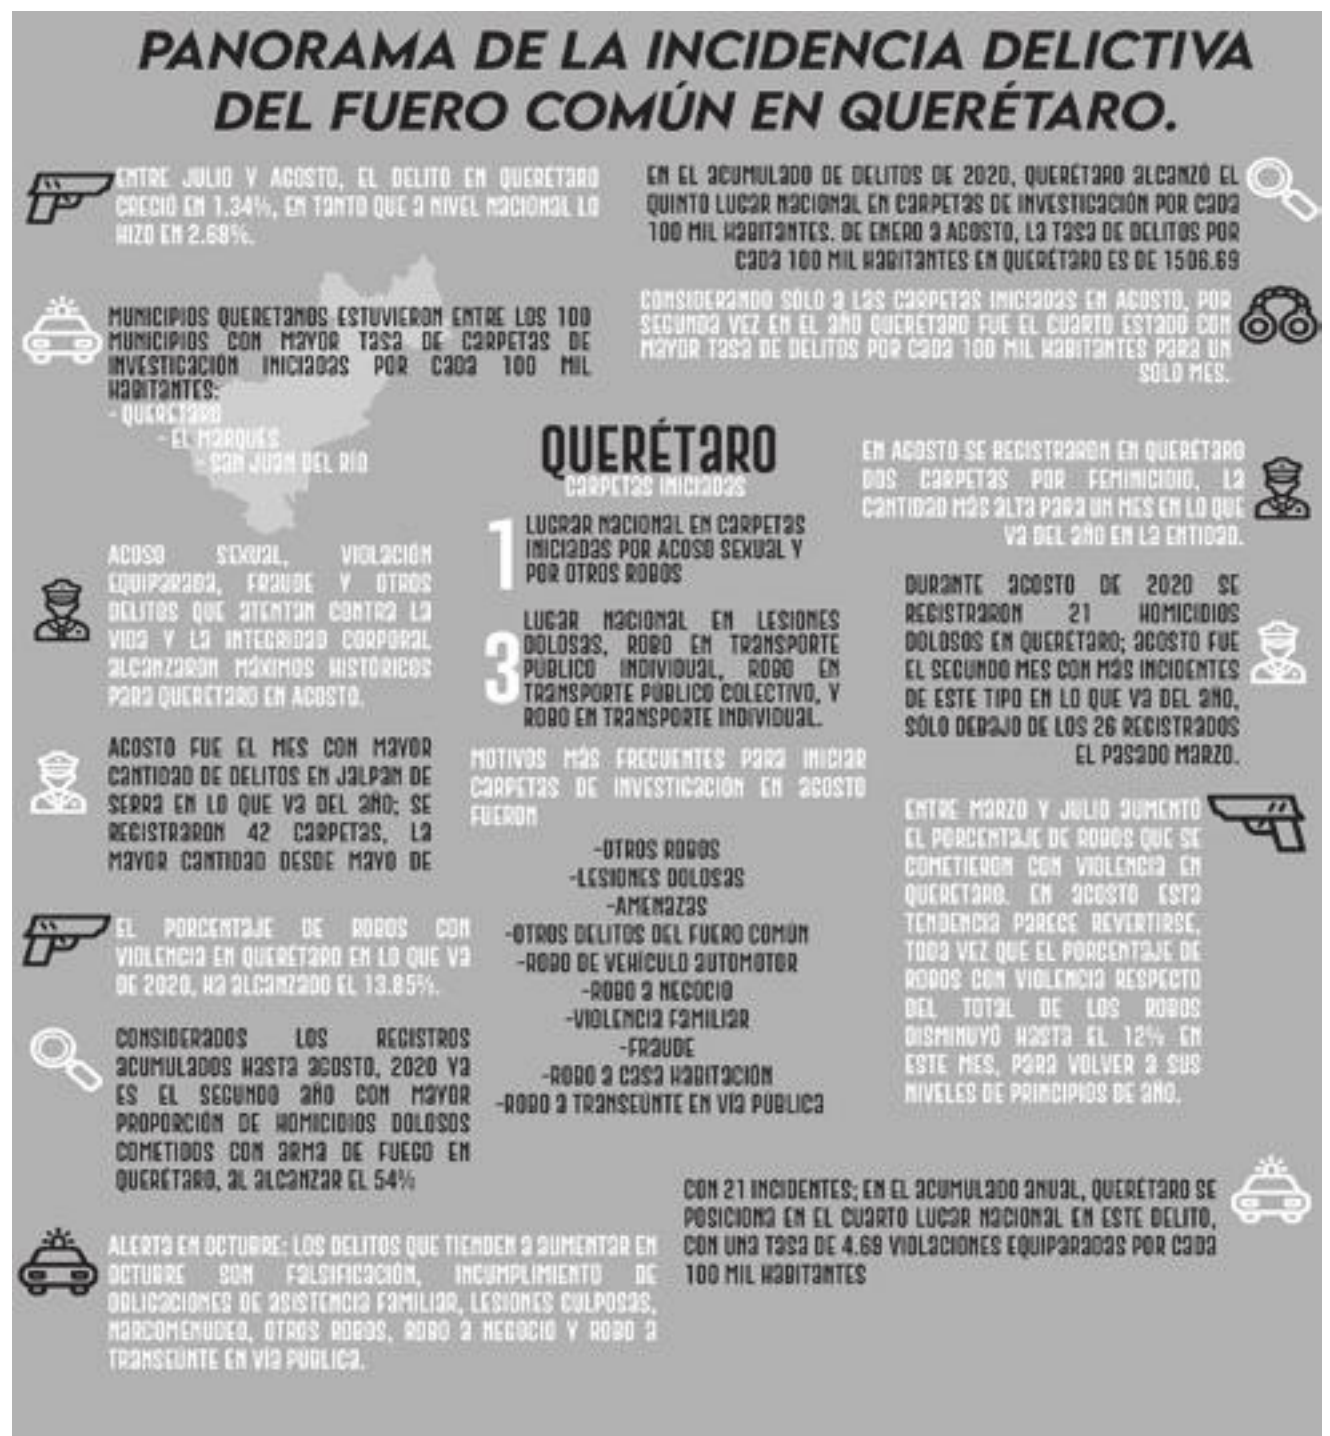 PANORAMA DE LA INCIDENCIA DELICTIVA
DEL FUERO COMÚN EN QUERÉTARO.
ENTRE JULIO Y AGOSTO, EL DELITO EN QUERÉTARO
CRECIÓ EN 1.34%, EN TANTO QUE A NIVEL NACIONAL LO
HIZO EN 2.68%.
EN EL ACUMULADO DE DELITOS DE 2020, QUERÉTARO ALCANZÓ EL
QUINTO LUGAR NACIONAL EN CARPETAS DE INVESTIGACIÓN POR CADA
100 MIL HABITANTES. DE ENERO A AGOSTO, LA TASA DE DELITOS POR
CADA 100 MIL HABITANTES EN QUERÉTARO ES DE 1506.69
MUNICIPIOS QUERETANOS ESTUVIERON ENTRE LOS 100
MUNICIPIOS CON MAYOR TASA DE CARPETAS DE
INVESTIGACIÓN INICIADAS POR CADA 100 MIL
HABITANTES:
- QUERÉTARO
- EL MARQUÉS
- SAN JUAN DEL RÍO
CONSIDERANDO SÓLO A LAS CARPETAS INICIADAS EN AGOSTO, POR
SEGUNDA VEZ EN EL AÑO QUERÉTARO FUE EL CUARTO ESTADO CON
MAYOR TASA DE DELITOS POR CADA 100 MIL HABITANTES PARA UN
SÓLO MES.
QUERÉTARO
CARPETAS INICIADAS
1 LUGRAR NACIONAL EN CARPETAS
INICIADAS POR ACOSO SEXUAL Y
POR OTROS ROBOS
3 LUGAR NACIONAL EN LESIONES
DOLOSAS, ROBO EN TRANSPORTE
PÚBLICO INDIVIDUAL, ROBO EN
TRANSPORTE PÚBLICO COLECTIVO, Y
ROBO EN TRANSPORTE INDIVIDUAL.
EN AGOSTO SE REGISTRARON EN QUERÉTARO
DOS CARPETAS POR FEMINICIDIO, LA
CANTIDAD MÁS ALTA PARA UN MES EN LO QUE
VA DEL AÑO EN LA ENTIDAD.
ACOSO SEXUAL, VIOLACIÓN
EQUIPARADA, FRAUDE Y OTROS
DELITOS QUE ATENTAN CONTRA LA
VIDA Y LA INTEGRIDAD CORPORAL
ALCANZARON MÁXIMOS HISTÓRICOS
PARA QUERÉTARO EN AGOSTO.
DURANTE AGOSTO DE 2020 SE
REGISTRARON 21 HOMICIDIOS
DOLOSOS EN QUERÉTARO; AGOSTO FUE
EL SEGUNDO MES CON MÁS INCIDENTES
DE ESTE TIPO EN LO QUE VA DEL AÑO,
SÓLO DEBAJO DE LOS 26 REGISTRADOS
EL PASADO MARZO.
AGOSTO FUE EL MES CON MAYOR
CANTIDAD DE DELITOS EN JALPAN DE
SERRA EN LO QUE VA DEL AÑO; SE
REGISTRARON 42 CARPETAS, LA
MAYOR CANTIDAD DESDE MAYO DE
MOTIVOS MÁS FRECUENTES PARA INICIAR
CARPETAS DE INVESTIGACIÓN EN AGOSTO
FUERON
-OTROS ROBOS
-LESIONES DOLOSAS
-AMENAZAS
-OTROS DELITOS DEL FUERO COMÚN
-ROBO DE VEHÍCULO AUTOMOTOR
-ROBO A NEGOCIO
-VIOLENCIA FAMILIAR
-FRAUDE
-ROBO A CASA HABITACIÓN
-ROBO A TRANSEÚNTE EN VÍA PÚBLICA
ENTRE MARZO Y JULIO AUMENTÓ
EL PORCENTAJE DE ROBOS QUE SE
COMETIERON CON VIOLENCIA EN
QUERÉTARO. EN AGOSTO ESTA
TENDENCIA PARECE REVERTIRSE,
TODA VEZ QUE EL PORCENTAJE DE
ROBOS CON VIOLENCIA RESPECTO
DEL TOTAL DE LOS ROBOS
DISMINUYÓ HASTA EL 12% EN
ESTE MES, PARA VOLVER A SUS
NIVELES DE PRINCIPIOS DE AÑO.
EL PORCENTAJE DE ROBOS CON
VIOLENCIA EN QUERÉTARO EN LO QUE VA
DE 2020, HA ALCANZADO EL 13.85%.
CONSIDERADOS LOS REGISTROS
ACUMULADOS HASTA AGOSTO, 2020 YA
ES EL SEGUNDO AÑO CON MAYOR
PROPORCIÓN DE HOMICIDIOS DOLOSOS
COMETIDOS CON ARMA DE FUEGO EN
QUERÉTARO, AL ALCANZAR EL 54%
CON 21 INCIDENTES; EN EL ACUMULADO ANUAL, QUERÉTARO SE
POSICIONA EN EL CUARTO LUGAR NACIONAL EN ESTE DELITO,
CON UNA TASA DE 4.69 VIOLACIONES EQUIPARADAS POR CADA
100 MIL HABITANTES
ALERTA EN OCTUBRE: LOS DELITOS QUE TIENDEN A AUMENTAR EN
OCTUBRE SON FALSIFICACIÓN, INCUMPLIMIENTO DE
OBLIGACIONES DE ASISTENCIA FAMILIAR, LESIONES CULPOSAS,
NARCOMENUDEO, OTROS ROBOS, ROBO A NEGOCIO Y ROBO A
TRANSEÚNTE EN VÍA PÚBLICA.